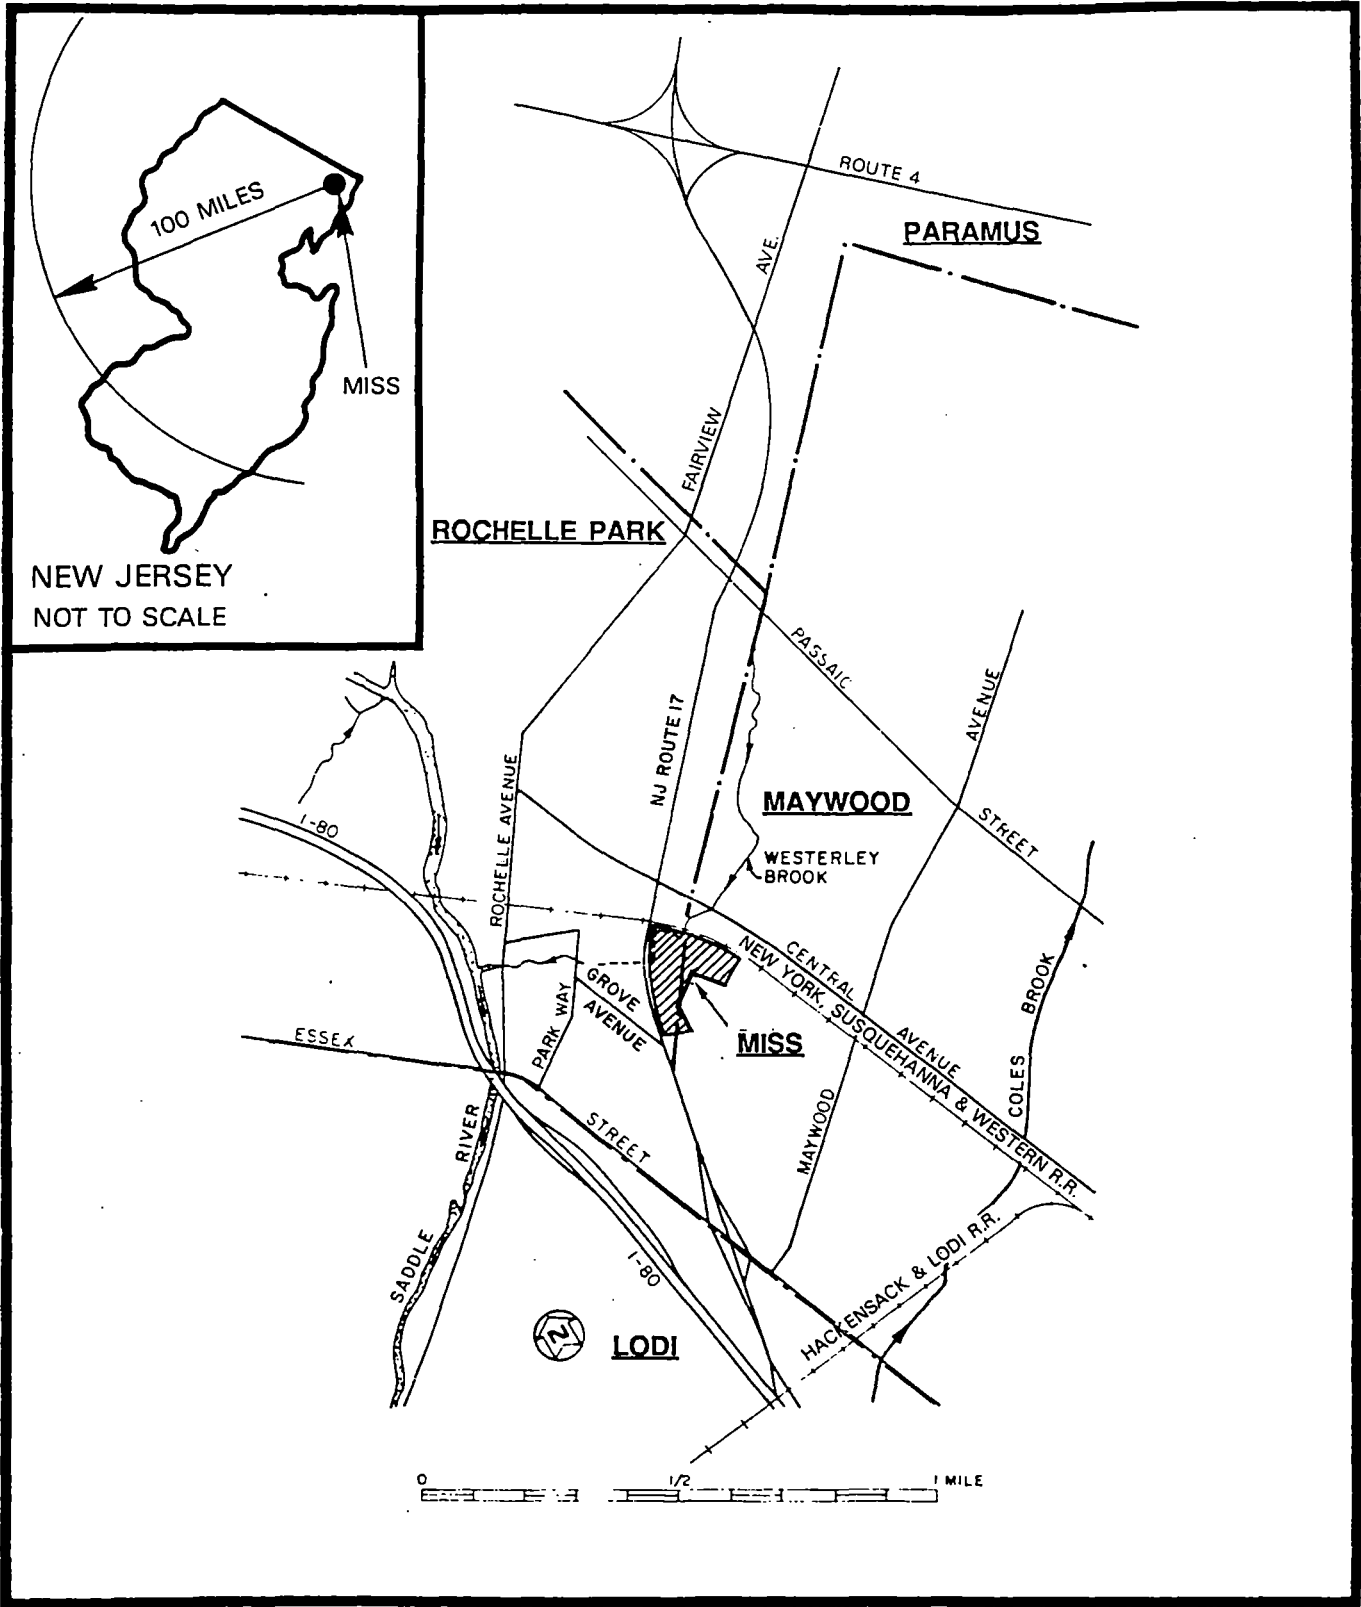 100 MILES
MISS
NEW JERSEY
NOT TO SCALE
ROUTE 4
PARAMUS
FAIRVIEW AVE.
ROCHELLE PARK
PASSAIC STREET
NJ ROUTE 17
MAYWOOD AVENUE
ROCHELLE AVENUE
MAYWOOD
I-80
WESTERLEY
BROOK
CENTRAL AVENUE
NEW YORK, SUSQUEHANNA & WESTERN R.R.
COLES BROOK
GROVE
AVENUE
PARK WAY
MISS
ESSEX STREET
SADDLE RIVER
I-80
HACKENSACK & LODI R.R.
N
LODI
0 1/2 1 MILE